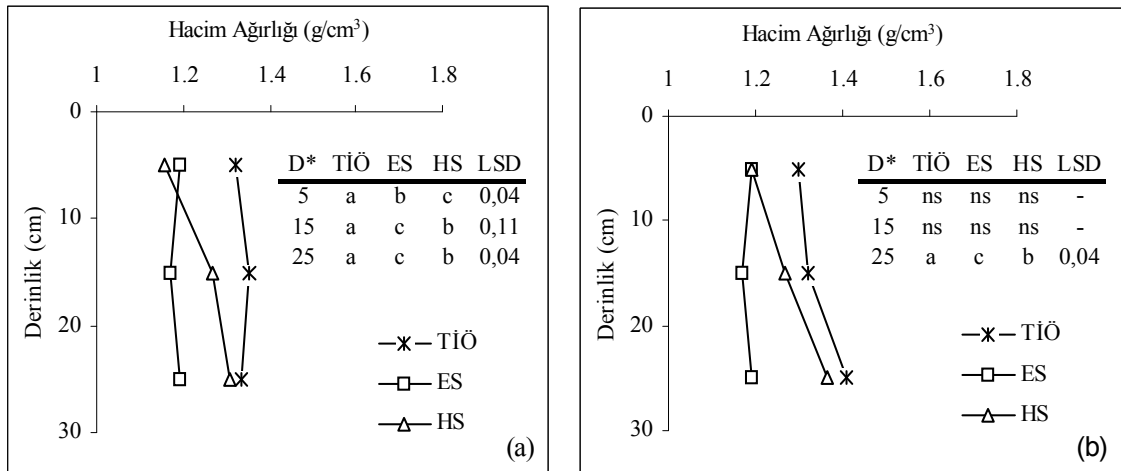 Hacim Ağırlığı (g/cm³)
1 1.2 1.4 1.6 1.8
0
10
20
30
Derinlik (cm)
D* TİÖ ES HS LSD
5 a b c 0,04
15 a c b 0,11
25 a c b 0,04
TİÖ
ES
HS
(a)
Hacim Ağırlığı (g/cm³)
1 1.2 1.4 1.6 1.8
0
10
20
30
Derinlik (cm)
D* TİÖ ES HS LSD
5 ns ns ns -
15 ns ns ns -
25 a c b 0,04
TİÖ
ES
HS
(b)